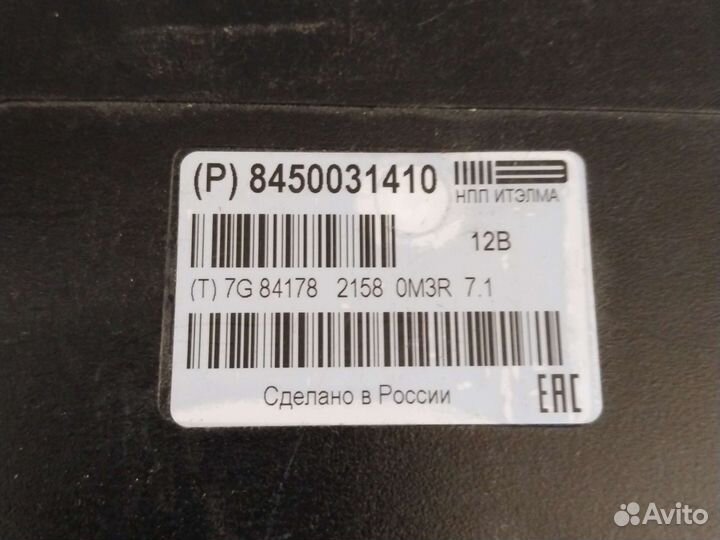 (P) 8450031410
НПП ИТЭЛМА
12В
(T) 7G 84178 2158 0M3R 7.1
Сделано в России
EAC
Avito